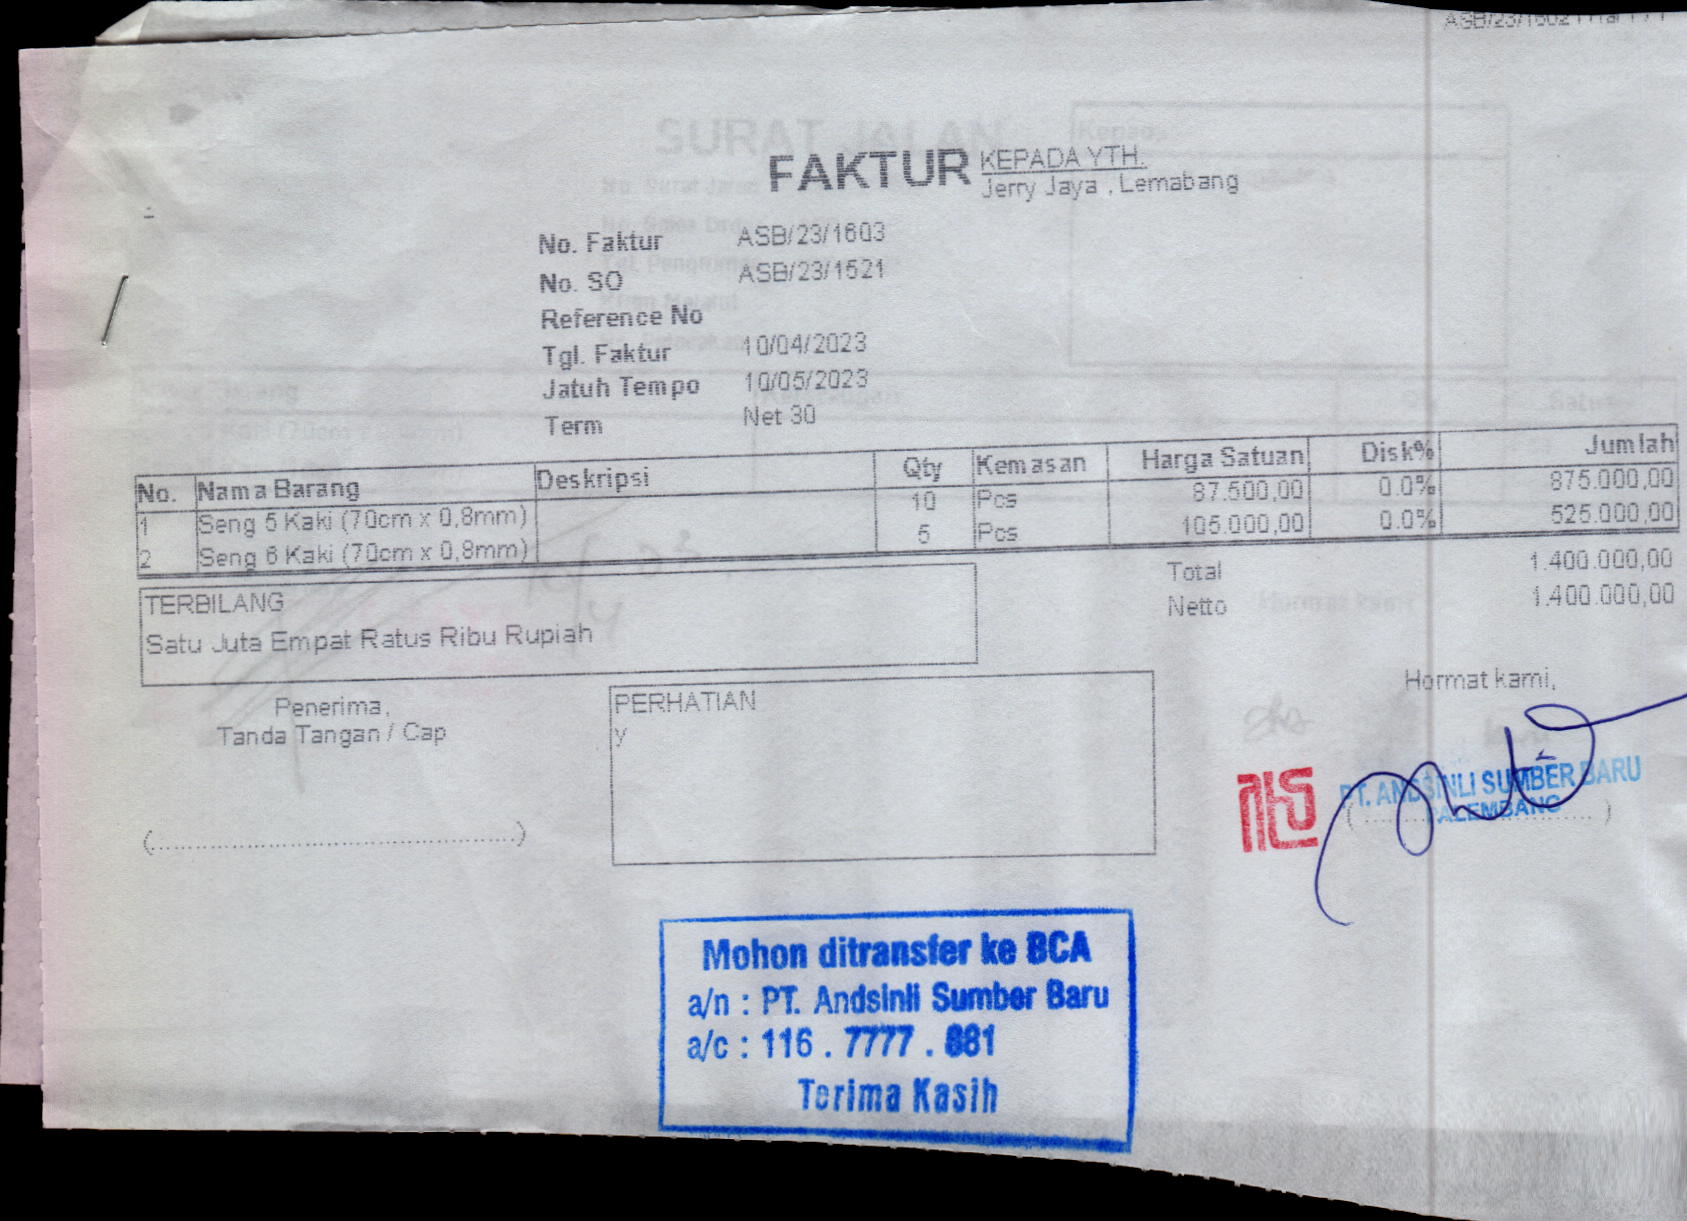 FAKTUR
KEPADA YTH.
Jerry Jaya , Lemabang
No. Faktur ASB/23/1603
No. SO ASB/23/1521
Reference No
Tgl. Faktur 10/04/2023
Jatuh Tempo 10/05/2023
Term Net 30
No. Nama Barang Deskripsi Qty Kemasan Harga Satuan Disk% Jumlah
1 Seng 5 Kaki (70cm x 0,8mm) 10 Pcs 87.500,00 0.0% 875.000,00
2 Seng 6 Kaki (70cm x 0,8mm) 5 Pcs 105.000,00 0.0% 525.000,00
Total 1.400.000,00
Netto 1.400.000,00
TERBILANG
Satu Juta Empat Ratus Ribu Rupiah
Penerima,
Tanda Tangan / Cap
PERHATIAN
y
Hormat kami,
PT. ANDSINLI SUMBER BARU
PALEMBANG
Mohon ditransfer ke BCA
a/n : PT. Andsinli Sumber Baru
a/c : 116 . 7777 . 881
Terima Kasih
SURAT JALAN